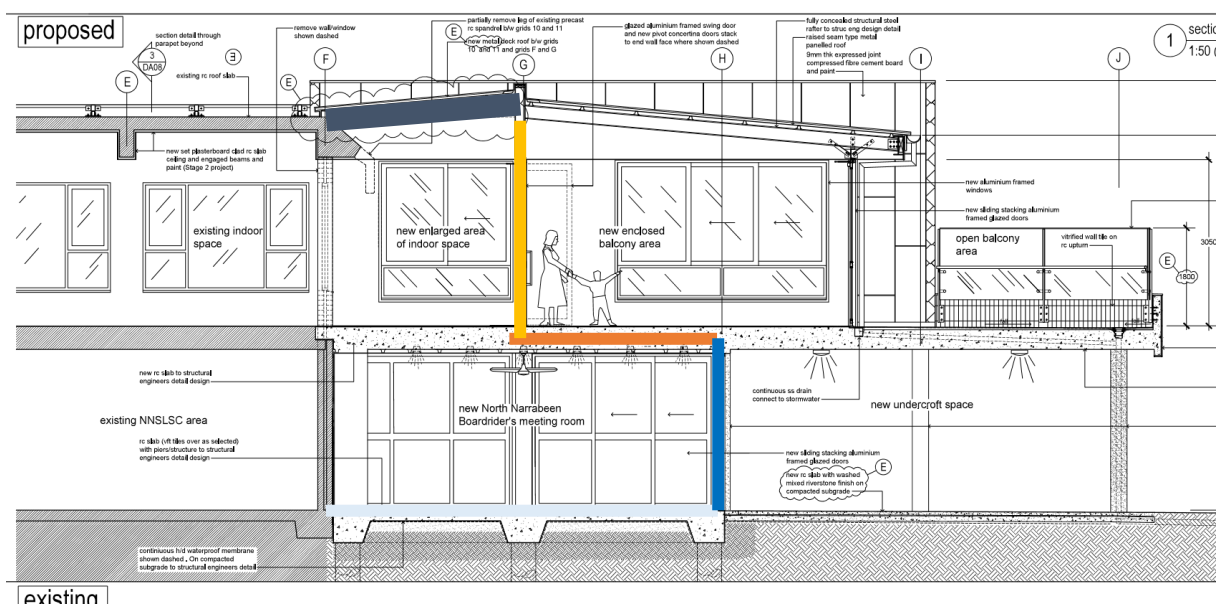 proposed
section detail through
parapet beyond
3
DA08
E
E
existing rc roof slab
remove wall/window
shown dashed
E
F
partially remove leg of existing precast
rc spandrel b/w grids 10 and 11
E
new metal deck roof b/w grids
10 and 11 and grids F and G
G
glazed aluminium framed swing door
and new pivot concertina doors stack
to end wall face where shown dashed
H
fully concealed structural steel
rafter to struc eng design detail
raised seam type metal
panelled roof
9mm thk expressed joint
compressed fibre cement board
and paint
I
J
1
sectio
1:50 (
new set plasterboard clad rc slab
ceiling and engaged beams and
paint (Stage 2 project)
existing indoor
space
new enlarged area
of indoor space
new enclosed
balcony area
new aluminium framed
windows
new sliding stacking aluminium
framed glazed doors
open balcony
area
vitrified wall tile on
rc upturn
E
1800
3050
new rc slab to structural
engineers detail design
existing NNSLSC area
rc slab (vft tiles over as selected)
with piers/structure to structural
engineers detail design
new North Narrabeen
Boardrider's meeting room
continuous ss drain
connect to stormwater
new undercroft space
new sliding stacking aluminium
framed glazed doors
new rc slab with washed
mixed riverstone finish on
compacted subgrade
E
continiuous h/d waterproof membrane
shown dashed . On compacted
subgrade to structural engineers detail
existing